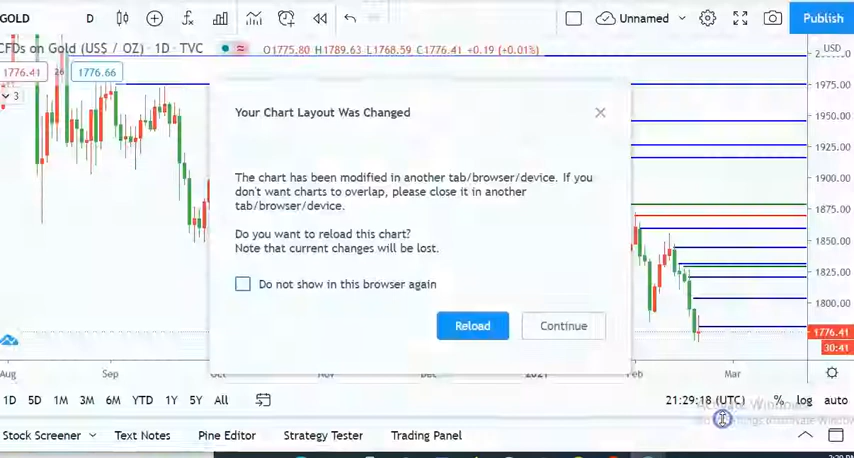 GOLD D Unnamed Publish
CFDs on Gold (US$ / OZ) · 1D · TVC O1775.80 H1789.63 L1768.59 C1776.41 +0.19 (+0.01%) USD
1776.41 26 1776.66
3
1975.00
1950.00
1925.00
1900.00
1875.00
1850.00
1825.00
1800.00
1776.41
30:41
Your Chart Layout Was Changed
The chart has been modified in another tab/browser/device. If you
don't want charts to overlap, please close it in another
tab/browser/device.
Do you want to reload this chart?
Note that current changes will be lost.
Do not show in this browser again
Reload Continue
Aug Sep Oct Nov Dec 2021 Feb Mar
1D 5D 1M 3M 6M YTD 1Y 5Y All 21:29:18 (UTC) % log auto
Activate Windows
Stock Screener Text Notes Pine Editor Strategy Tester Trading Panel